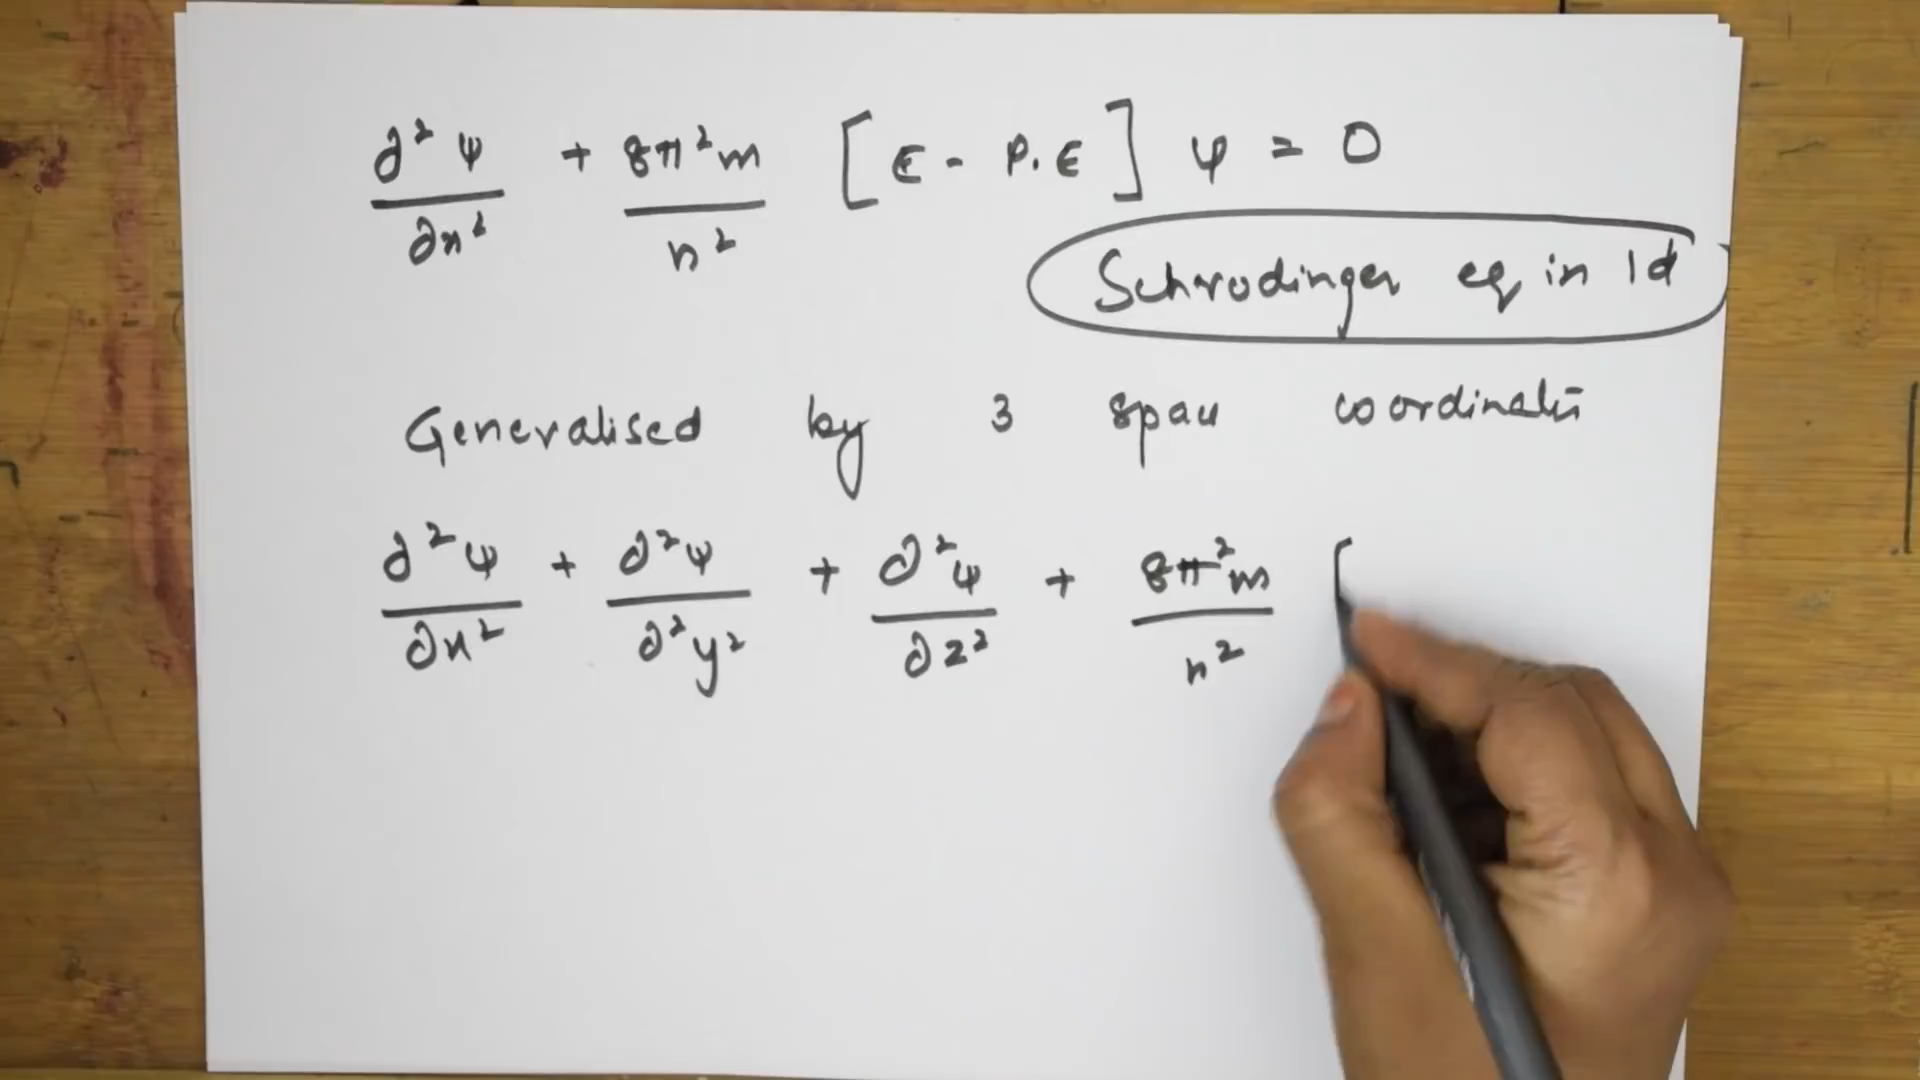 ∂²ψ/∂x² + 8π²m/h² [E - P.E] ψ = 0
Schrodinger eq in 1d
Generalised by 3 space coordinates
∂²ψ/∂x² + ∂²ψ/∂²y² + ∂²ψ/∂z² + 8π²m/h² [